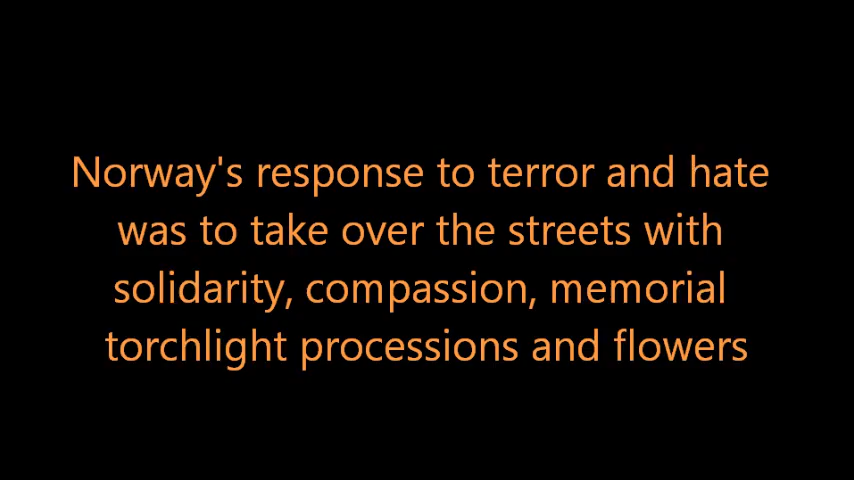 Norway's response to terror and hate
was to take over the streets with
solidarity, compassion, memorial
torchlight processions and flowers